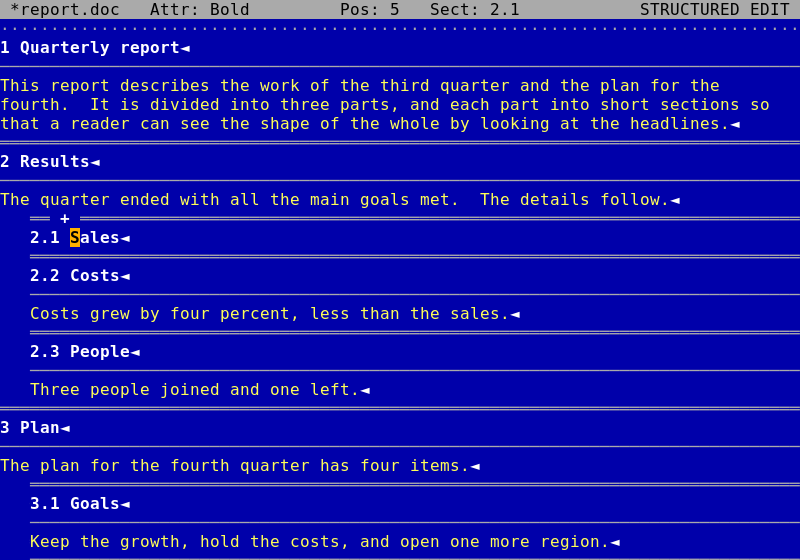 *report.doc   Attr: Bold         Pos: 5   Sect: 2.1            STRUCTURED EDIT
1 Quarterly report◄
This report describes the work of the third quarter and the plan for the
fourth.  It is divided into three parts, and each part into short sections so
that a reader can see the shape of the whole by looking at the headlines.◄
2 Results◄
The quarter ended with all the main goals met.  The details follow.◄
+
2.1 Sales◄
2.2 Costs◄
Costs grew by four percent, less than the sales.◄
2.3 People◄
Three people joined and one left.◄
3 Plan◄
The plan for the fourth quarter has four items.◄
3.1 Goals◄
Keep the growth, hold the costs, and open one more region.◄